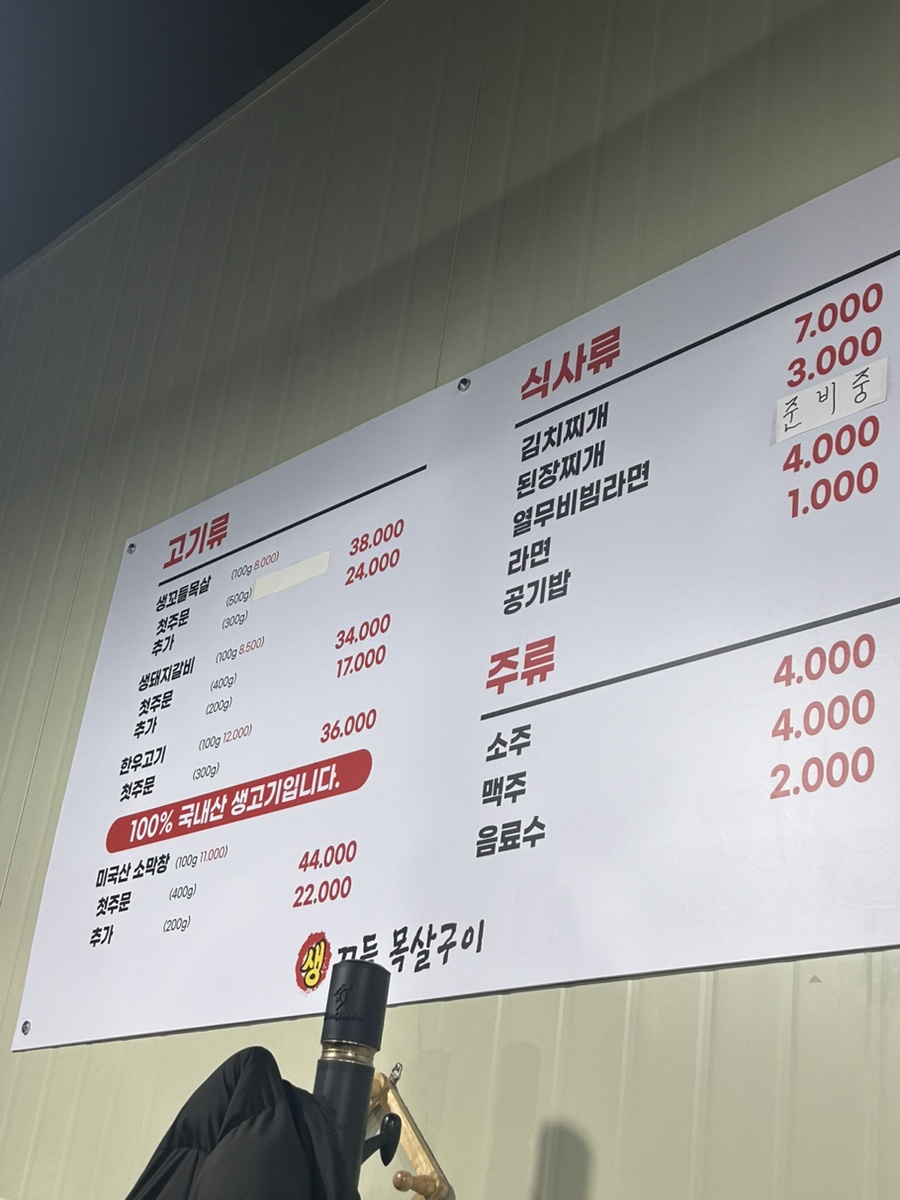 고기류
생꼬들목살 (100g 8.000)
첫주문 (500g) 38.000
추가 (300g) 24.000
생돼지갈비 (100g 8.500)
첫주문 (400g) 34.000
추가 (200g) 17.000
한우고기 (100g 12.000)
첫주문 (300g) 36.000
100% 국내산 생고기입니다.
미국산 소막창 (100g 11.000)
첫주문 (400g) 44.000
추가 (200g) 22.000
식사류
김치찌개 7.000
된장찌개 3.000
열무비빔라면 준비중
라면 4.000
공기밥 1.000
주류
소주 4.000
맥주 4.000
음료수 2.000
생 꼬들 목살구이